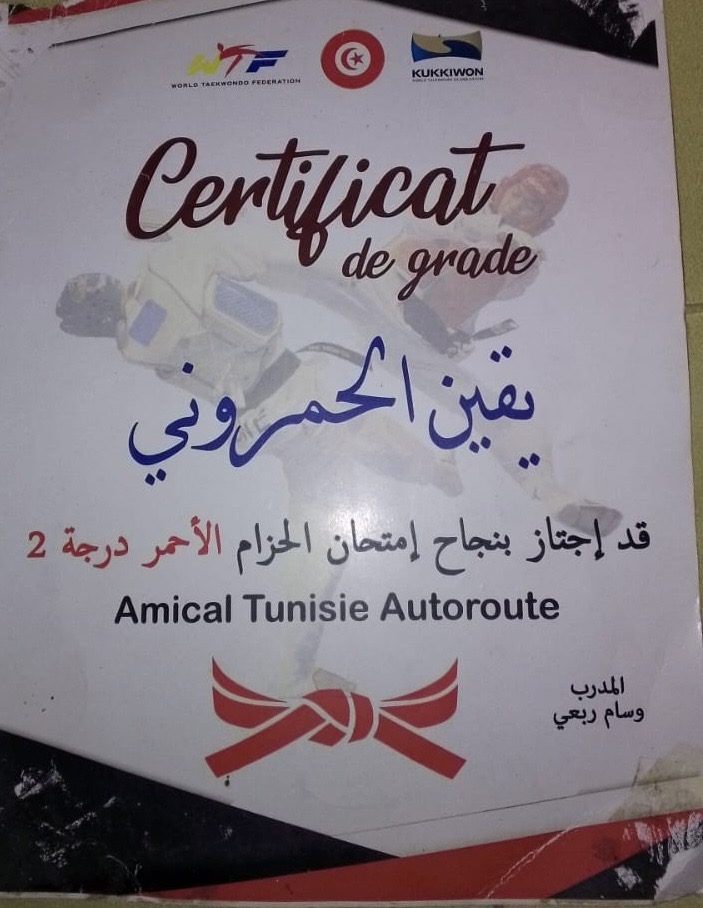 WTF
WORLD TAEKWONDO FEDERATION
KUKKIWON
Certificat
de grade
يقين الحمروني
قد إجتاز بنجاح إمتحان الحزام الأحمر درجة 2
Amical Tunisie Autoroute
المدرب
وسام ربعي